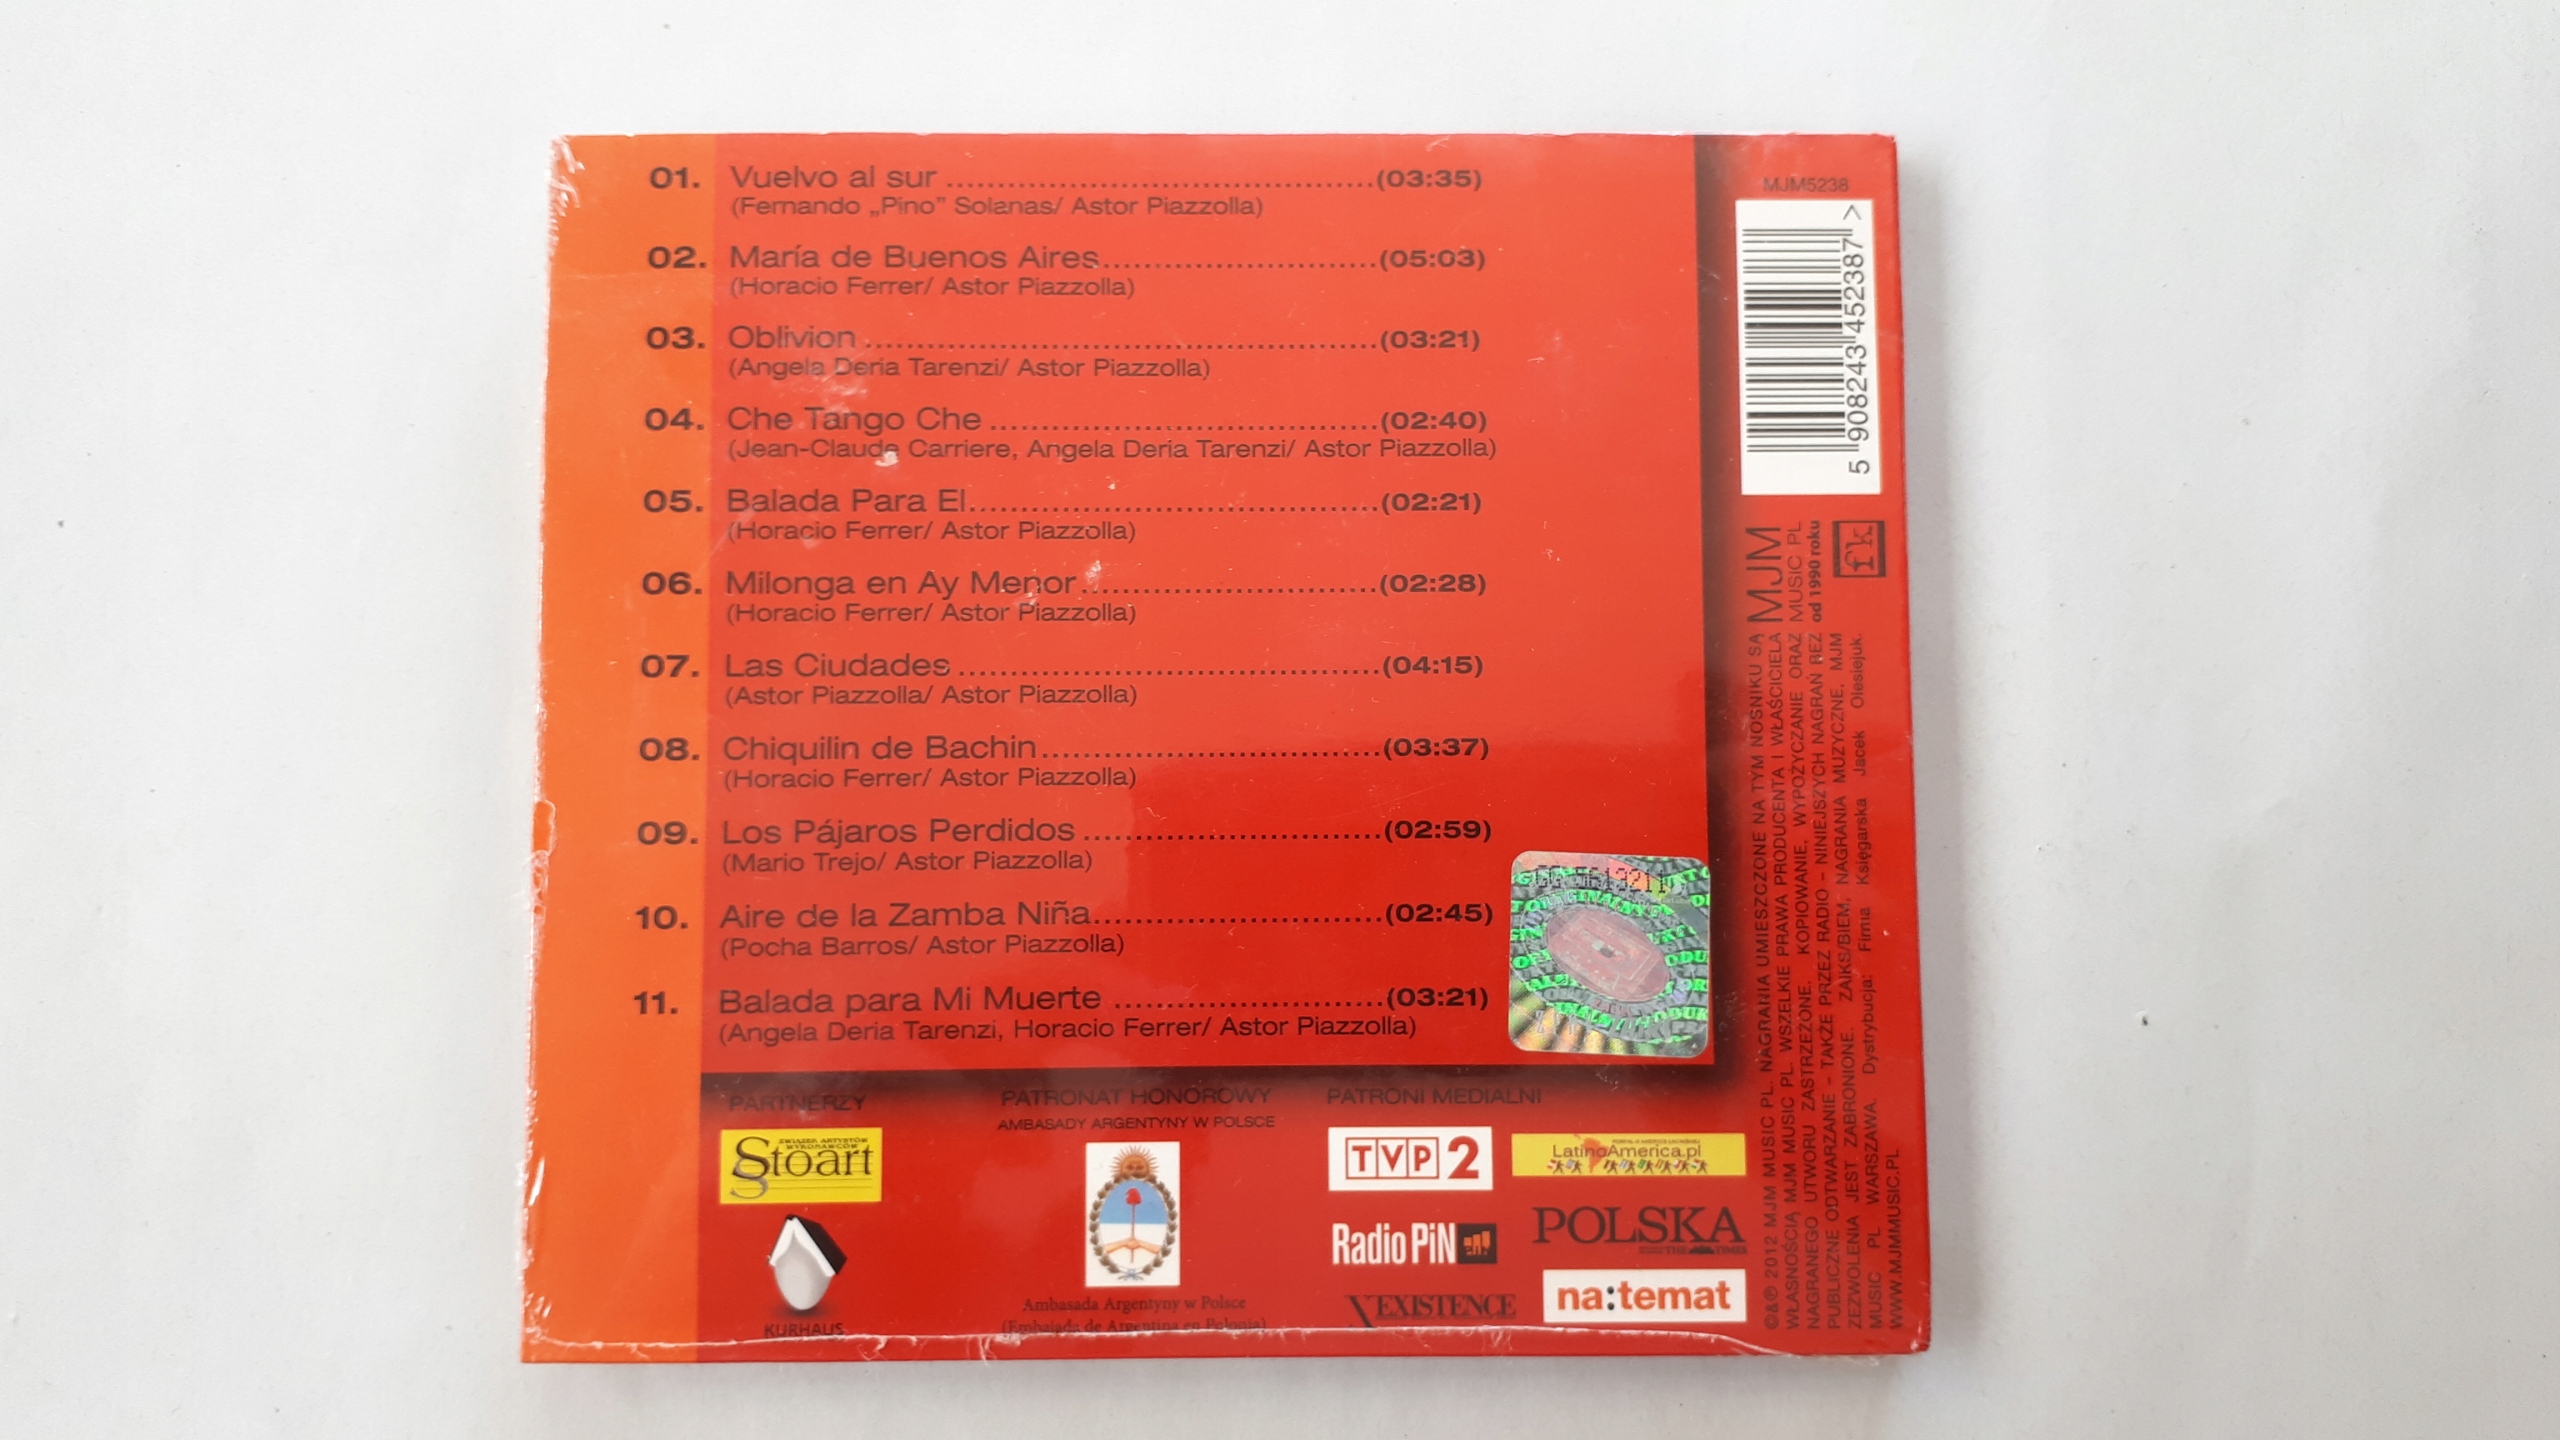 01. Vuelvo al sur ..........................................(03:35)
(Fernando „Pino” Solanas/ Astor Piazzolla)
02. María de Buenos Aires...........................(05:03)
(Horacio Ferrer/ Astor Piazzolla)
03. Oblivion ..................................................(03:21)
(Angela Deria Tarenzi/ Astor Piazzolla)
04. Che Tango Che ......................................(02:40)
(Jean-Claude Carriere, Angela Deria Tarenzi/ Astor Piazzolla)
05. Balada Para El........................................(02:21)
(Horacio Ferrer/ Astor Piazzolla)
06. Milonga en Ay Menor .............................(02:28)
(Horacio Ferrer/ Astor Piazzolla)
07. Las Ciudades .........................................(04:15)
(Astor Piazzolla/ Astor Piazzolla)
08. Chiquilin de Bachin .................................(03:37)
(Horacio Ferrer/ Astor Piazzolla)
09. Los Pájaros Perdidos .............................(02:59)
(Mario Trejo/ Astor Piazzolla)
10. Aire de la Zamba Niña............................(02:45)
(Pocha Barros/ Astor Piazzolla)
11. Balada para Mi Muerte ..........................(03:21)
(Angela Deria Tarenzi, Horacio Ferrer/ Astor Piazzolla)
PARTNERZY
ZWIĄZEK ARTYSTÓW
WYKONAWCÓW
Stoart
KURHAUS
PATRONAT HONOROWY
AMBASADY ARGENTYNY W POLSCE
Ambasada Argentyny w Polsce
(Embajada de Argentina en Polonia)
PATRONI MEDIALNI
TVP 2
LatinoAmerica.pl
Radio PiN
POLSKA
THE TIMES
XEXISTENCE
na:temat
MJM5238
5 908243 452387 >
MJM
MUSIC PL
od 1990 roku
fk
©&℗ 2012 MJM MUSIC PL. NAGRANIA UMIESZCZONE NA TYM NOŚNIKU SĄ
WŁASNOŚCIĄ MJM MUSIC PL. WSZELKIE PRAWA PRODUCENTA I WŁAŚCICIELA
NAGRANEGO UTWORU ZASTRZEŻONE. KOPIOWANIE, WYPOŻYCZANIE ORAZ
PUBLICZNE ODTWARZANIE – TAKŻE PRZEZ RADIO – NINIEJSZYCH NAGRAŃ BEZ
ZEZWOLENIA JEST ZABRONIONE. ZAIKS/BIEM, NAGRANIA MUZYCZNE, MJM
MUSIC PL WARSZAWA. Dystrybucja: Firma Księgarska Jacek Olesiejuk.
WWW.MJMMUSIC.PL